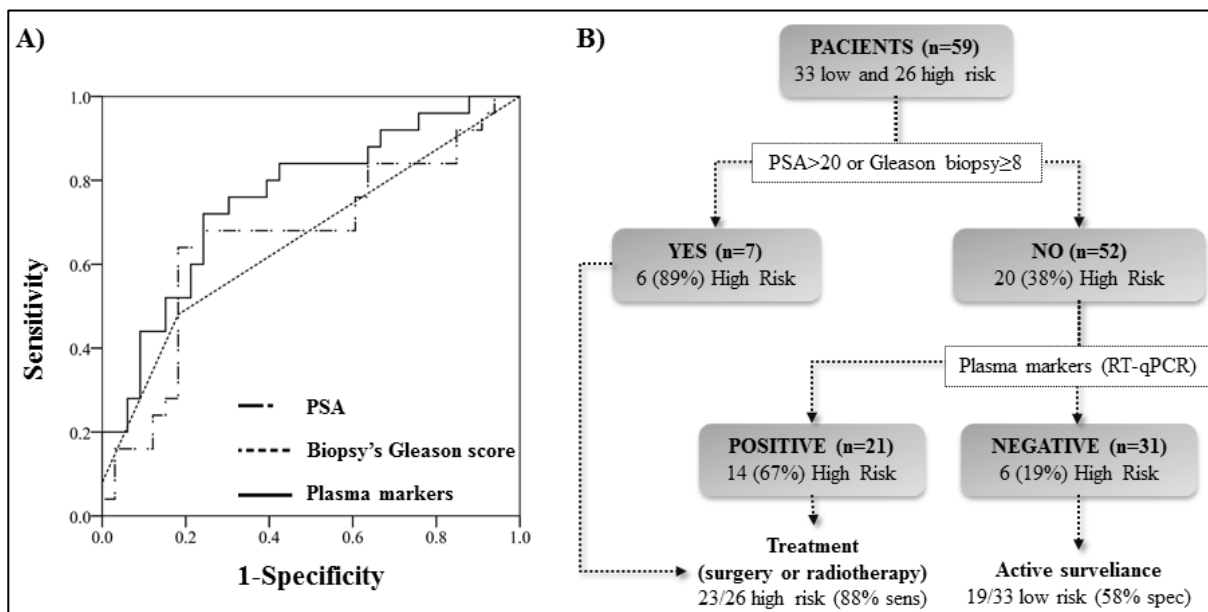 A)
1.0
0.8
0.6
0.4
0.2
0.0
Sensitivity
PSA
Biopsy's Gleason score
Plasma markers
0.0 0.2 0.4 0.6 0.8 1.0
1-Specificity
B)
PACIENTS (n=59)
33 low and 26 high risk
PSA>20 or Gleason biopsy≥8
YES (n=7)
6 (89%) High Risk
NO (n=52)
20 (38%) High Risk
Plasma markers (RT-qPCR)
POSITIVE (n=21)
14 (67%) High Risk
NEGATIVE (n=31)
6 (19%) High Risk
Treatment
(surgery or radiotherapy)
23/26 high risk (88% sens)
Active surveliance
19/33 low risk (58% spec)